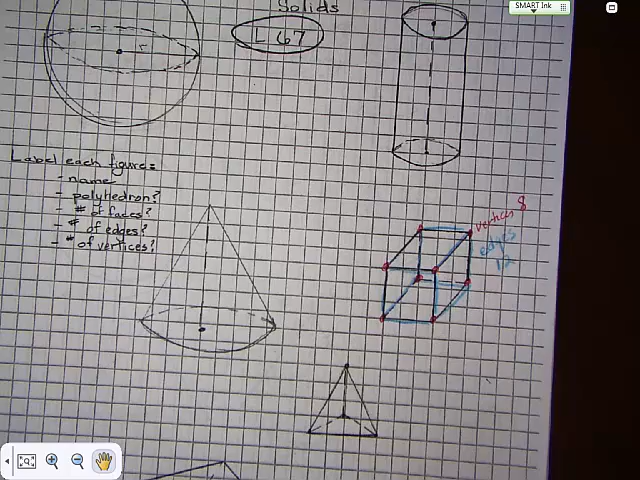 SMART Ink
Solids
L 67
r
Label each figure:
- name
- polyhedron?
- # of faces?
- # of edges?
- # of vertices?
vertices 8
edges
12